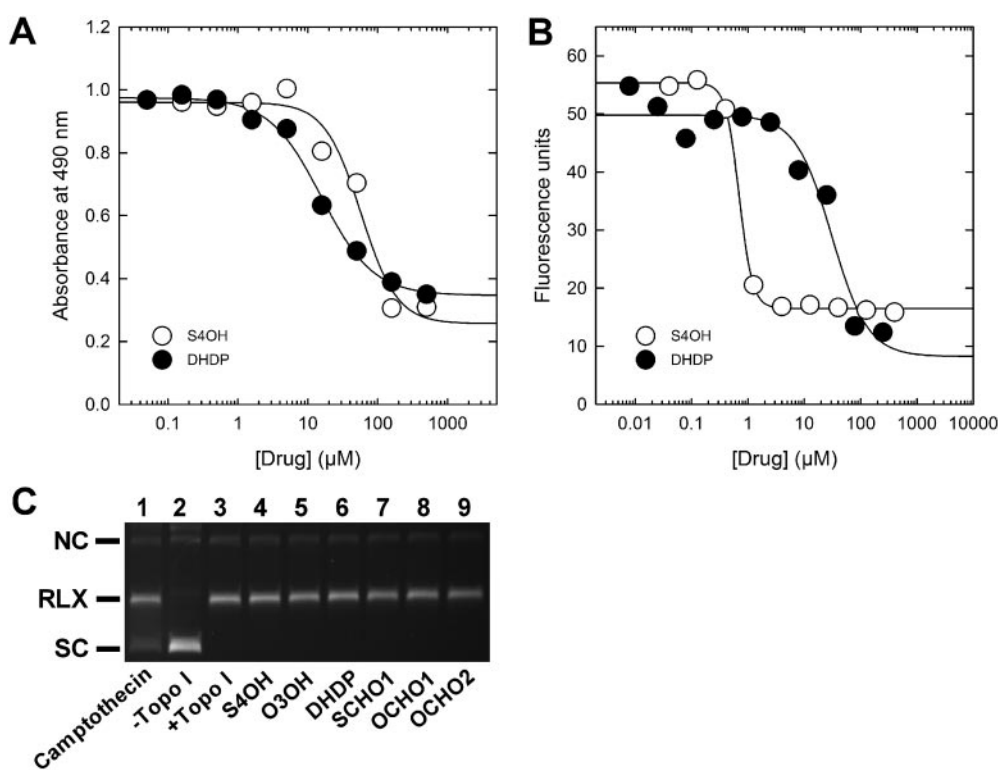 A
Absorbance at 490 nm
1.2
1.0
0.8
0.6
0.4
0.2
0.0
S4OH
DHDP
0.1 1 10 100 1000
[Drug] (µM)
B
Fluorescence units
60
50
40
30
20
10
0
S4OH
DHDP
0.01 0.1 1 10 100 1000 10000
[Drug] (µM)
C
1 2 3 4 5 6 7 8 9
NC
RLX
SC
Camptothecin
-Topo I
+Topo I
S4OH
O3OH
DHDP
SCHO1
OCHO1
OCHO2